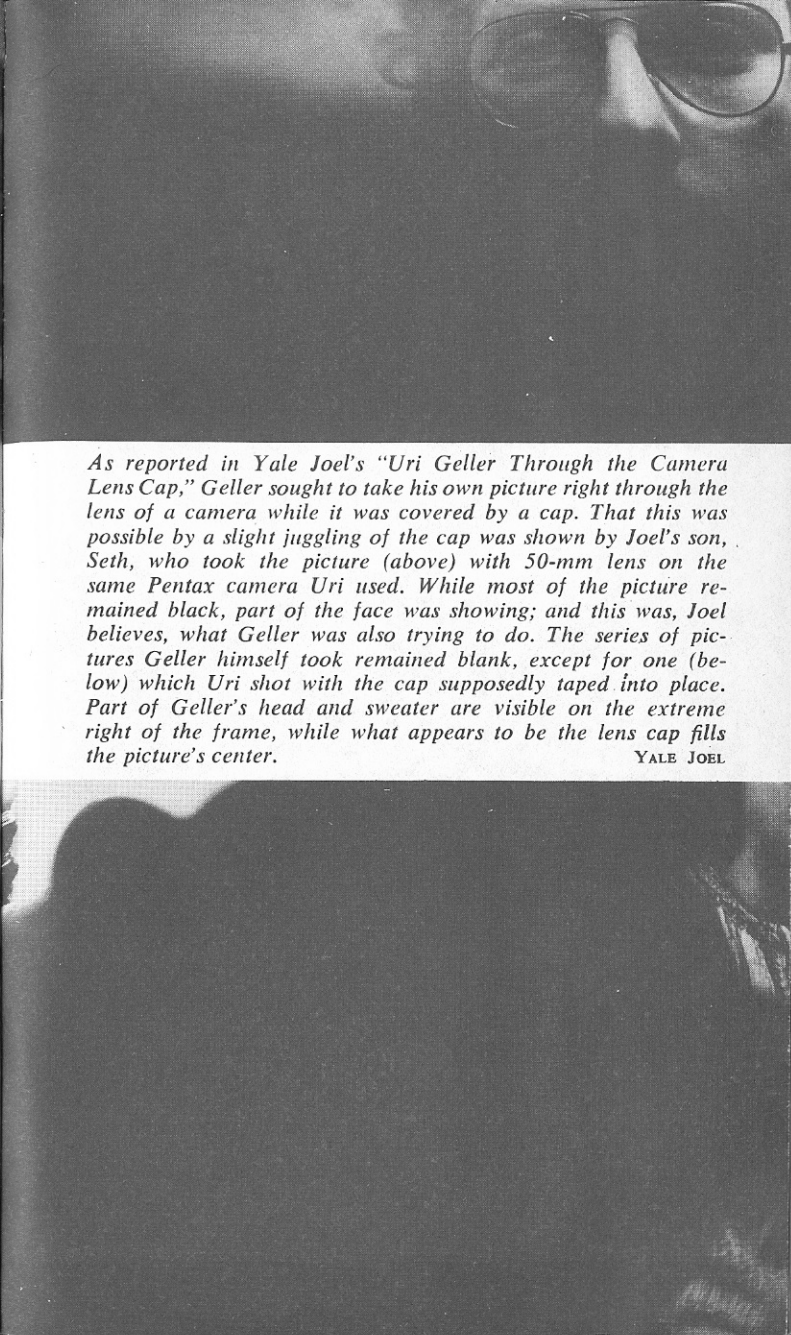 As reported in Yale Joel's “Uri Geller Through the Camera
Lens Cap,” Geller sought to take his own picture right through the
lens of a camera while it was covered by a cap. That this was
possible by a slight juggling of the cap was shown by Joel's son,
Seth, who took the picture (above) with 50-mm lens on the
same Pentax camera Uri used. While most of the picture re-
mained black, part of the face was showing; and this was, Joel
believes, what Geller was also trying to do. The series of pic-
tures Geller himself took remained blank, except for one (be-
low) which Uri shot with the cap supposedly taped into place.
Part of Geller's head and sweater are visible on the extreme
right of the frame, while what appears to be the lens cap fills
the picture's center. YALE JOEL